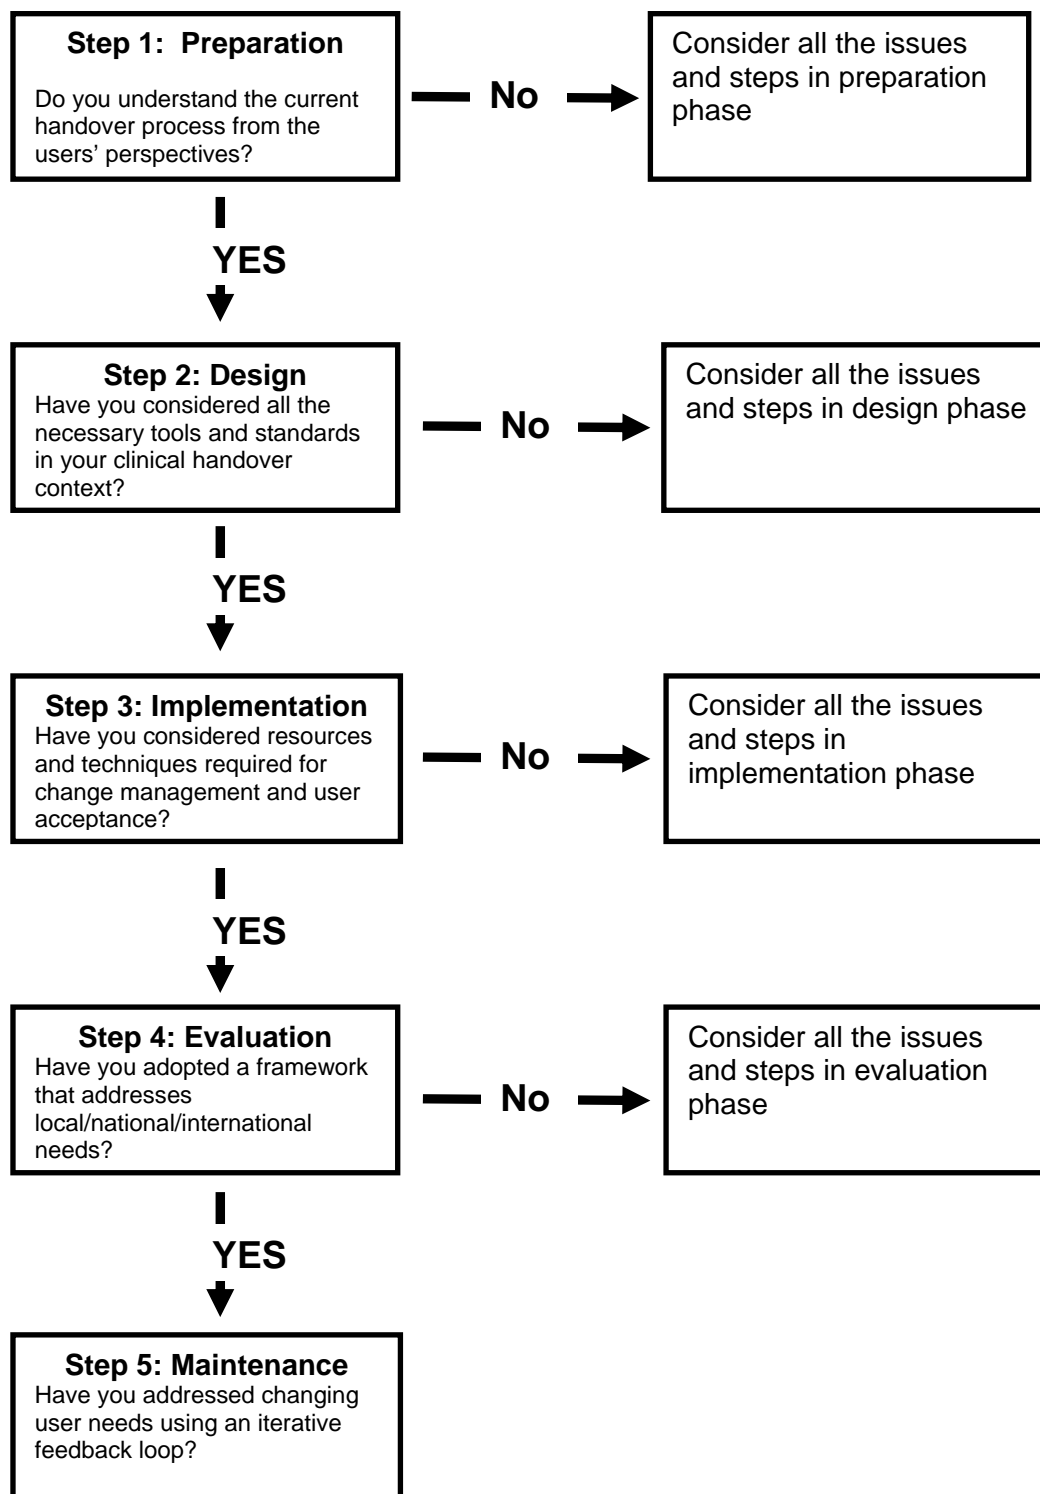 Step 1:  Preparation
Do you understand the current
handover process from the
users’ perspectives?
No
Consider all the issues
and steps in preparation
phase
YES
Step 2: Design
Have you considered all the
necessary tools and standards
in your clinical handover
context?
No
Consider all the issues
and steps in design phase
YES
Step 3: Implementation
Have you considered resources
and techniques required for
change management and user
acceptance?
No
Consider all the issues
and steps in
implementation phase
YES
Step 4: Evaluation
Have you adopted a framework
that addresses
local/national/international
needs?
No
Consider all the issues
and steps in evaluation
phase
YES
Step 5: Maintenance
Have you addressed changing
user needs using an iterative
feedback loop?